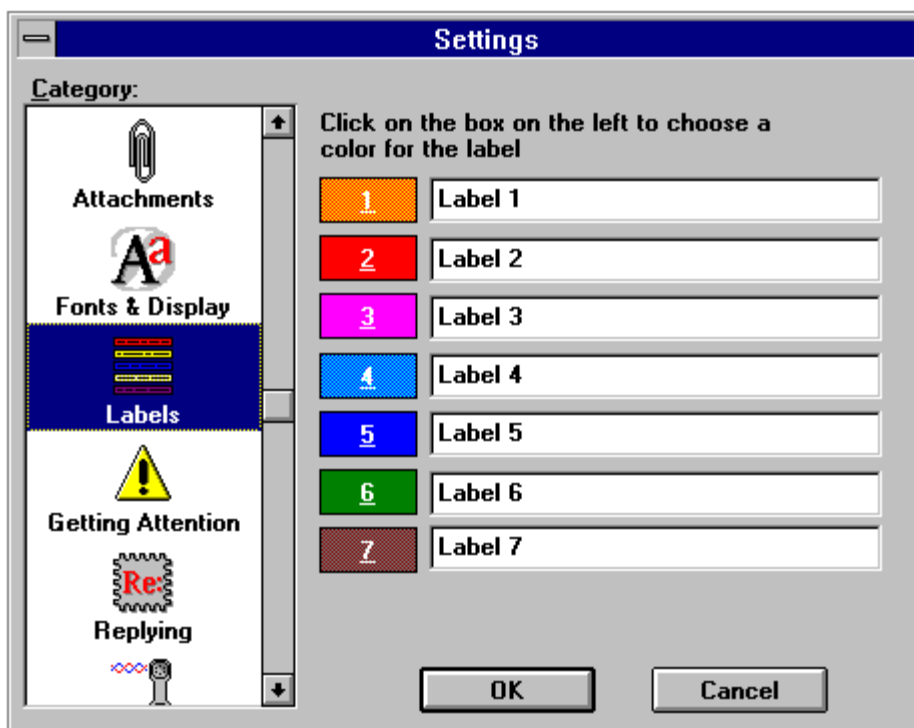 Settings
Category:
Attachments
Aa
Fonts & Display
Labels
Getting Attention
Re:
Replying
Click on the box on the left to choose a
color for the label
1 Label 1
2 Label 2
3 Label 3
4 Label 4
5 Label 5
6 Label 6
7 Label 7
OK Cancel